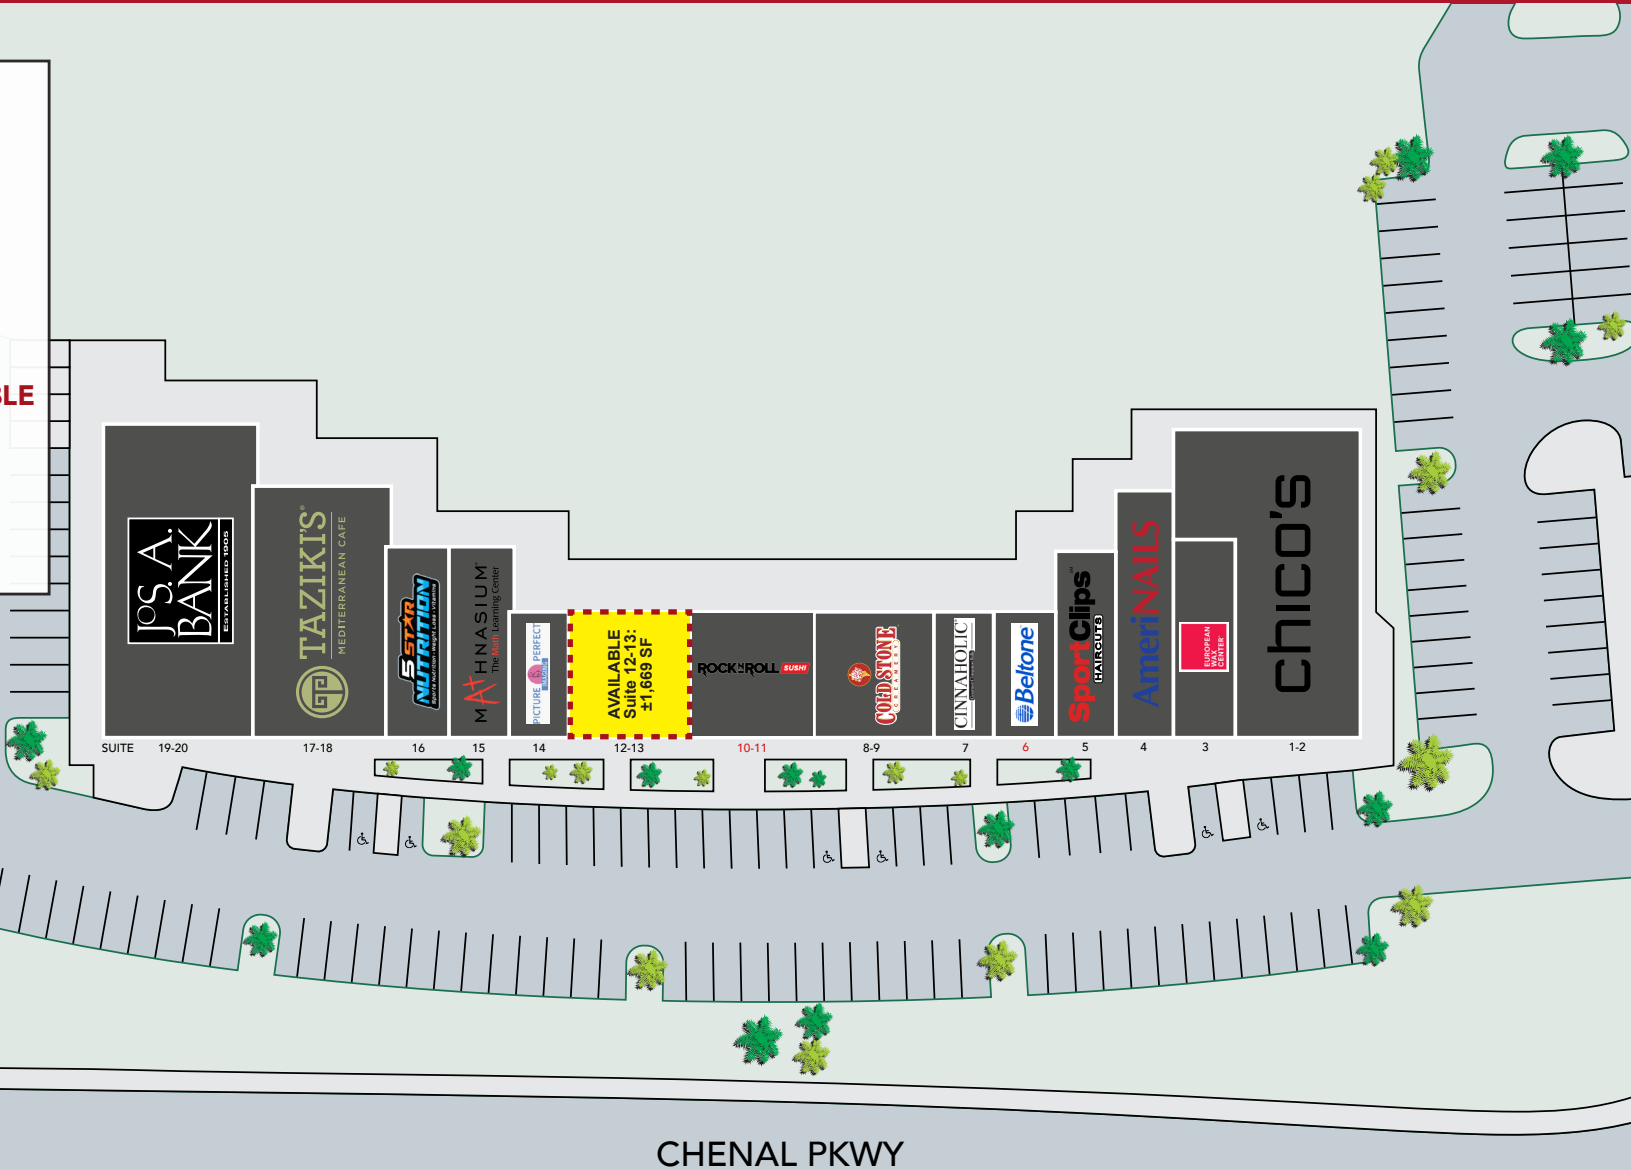 BLE
JOS. A.
BANK
ESTABLISHED 1905
TAZIKI'S
MEDITERRANEAN CAFE
5 STAR
NUTRITION
MA+HNASIUM
The Math Learning Center
PICTURE PERFECT
AVAILABLE
Suite 12-13:
±1,669 SF
ROCK N ROLL SUSHI
COLD STONE
CREAMERY
CINNAHOLIC
Beltone
SportClips
HAIRCUTS
AmeriNAILS
EUROPEAN
WAX
CENTER
chico's
SUITE 19-20 17-18 16 15 14 12-13 10-11 8-9 7 6 5 4 3 1-2
CHENAL PKWY